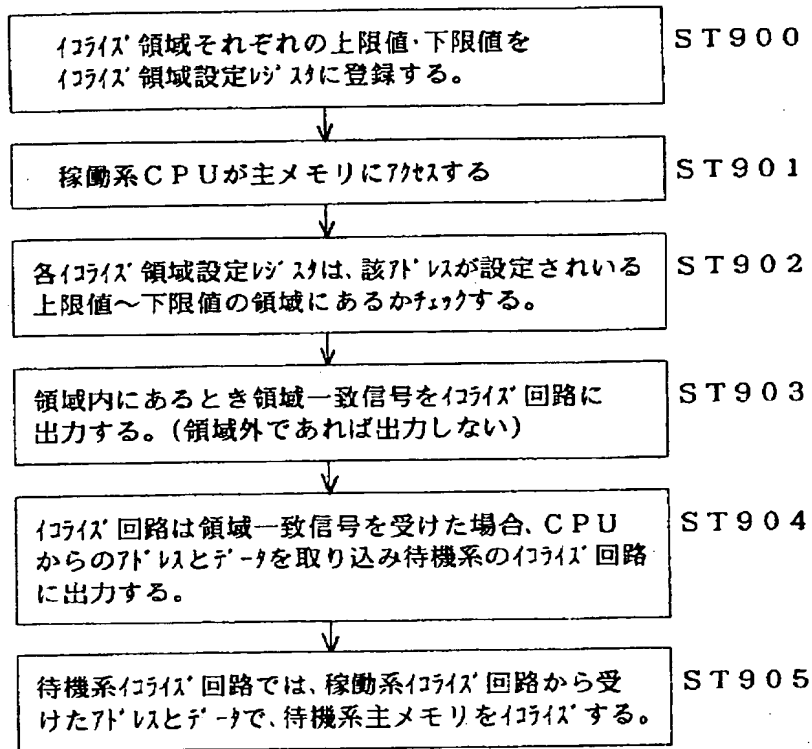 ｲｺﾗｲｽﾞ領域それぞれの上限値･下限値を
ｲｺﾗｲｽﾞ領域設定ﾚｼﾞｽﾀに登録する。
ST900
稼働系CPUが主メモリにｱｸｾｽする
ST901
各ｲｺﾗｲｽﾞ領域設定ﾚｼﾞｽﾀは、該ｱﾄﾞﾚｽが設定されいる
上限値～下限値の領域にあるかﾁｪｯｸする。
ST902
領域内にあるとき領域一致信号をｲｺﾗｲｽﾞ回路に
出力する。(領域外であれば出力しない)
ST903
ｲｺﾗｲｽﾞ回路は領域一致信号を受けた場合、CPU
からのｱﾄﾞﾚｽとﾃﾞｰﾀを取り込み待機系のｲｺﾗｲｽﾞ回路
に出力する。
ST904
待機系ｲｺﾗｲｽﾞ回路では、稼働系ｲｺﾗｲｽﾞ回路から受
けたｱﾄﾞﾚｽとﾃﾞｰﾀで、待機系主メモリをｲｺﾗｲｽﾞする。
ST905